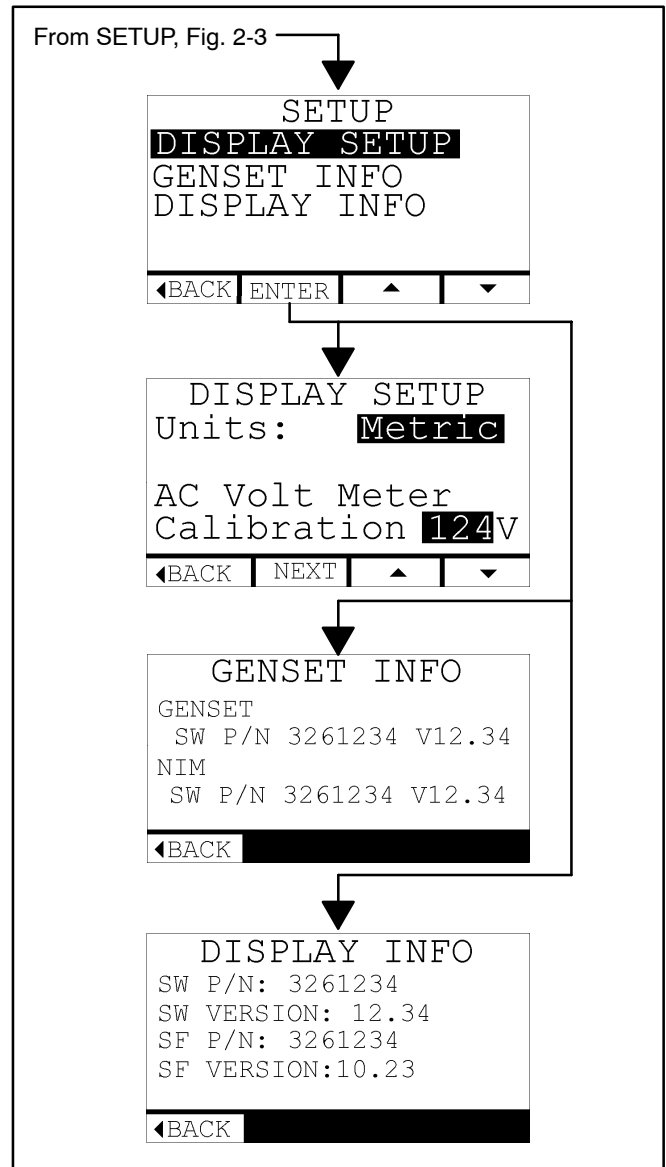 From SETUP, Fig. 2-3
SETUP
DISPLAY SETUP
GENSET INFO
DISPLAY INFO
◀BACK ENTER ▲ ▼
DISPLAY SETUP
Units: Metric
AC Volt Meter
Calibration 124V
◀BACK NEXT ▲ ▼
GENSET INFO
GENSET
SW P/N 3261234 V12.34
NIM
SW P/N 3261234 V12.34
◀BACK
DISPLAY INFO
SW P/N: 3261234
SW VERSION: 12.34
SF P/N: 3261234
SF VERSION:10.23
◀BACK